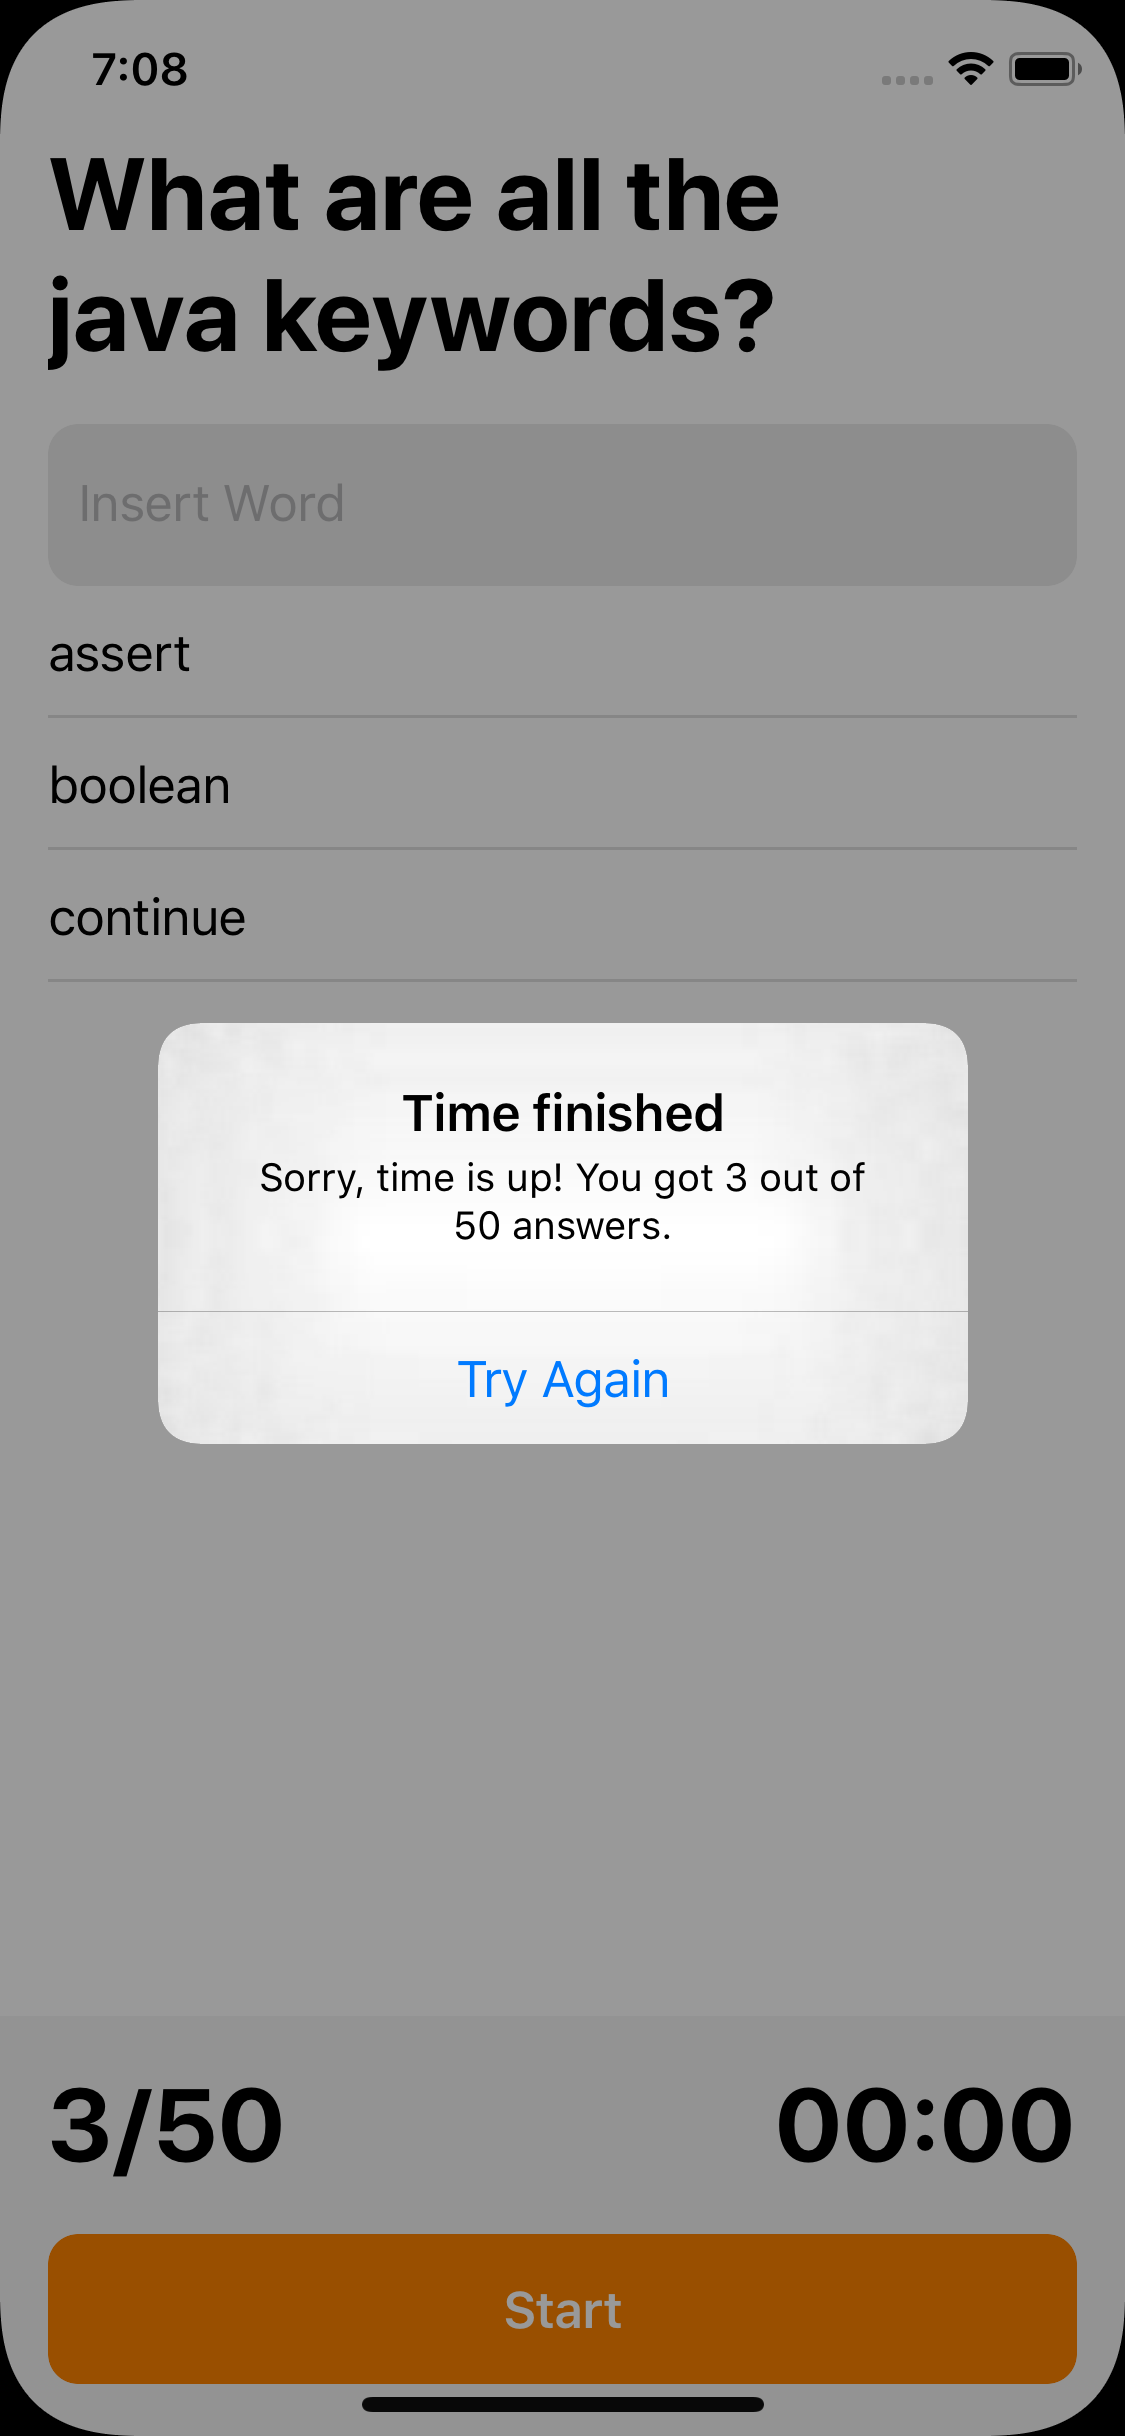 7:08
What are all the
java keywords?
Insert Word
assert
boolean
continue
Time finished
Sorry, time is up! You got 3 out of
50 answers.
Try Again
3/50
00:00
Start